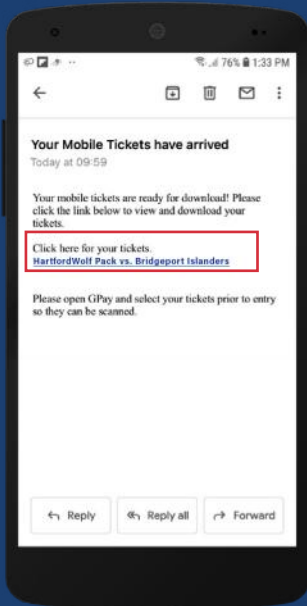 76% 1:33 PM
Your Mobile Tickets have arrived
Today at 09:59
Your mobile tickets are ready for download! Please
click the link below to view and download your
tickets.
Click here for your tickets.
HartfordWolf Pack vs. Bridgeport Islanders
Please open GPay and select your tickets prior to entry
so they can be scanned.
Reply
Reply all
Forward